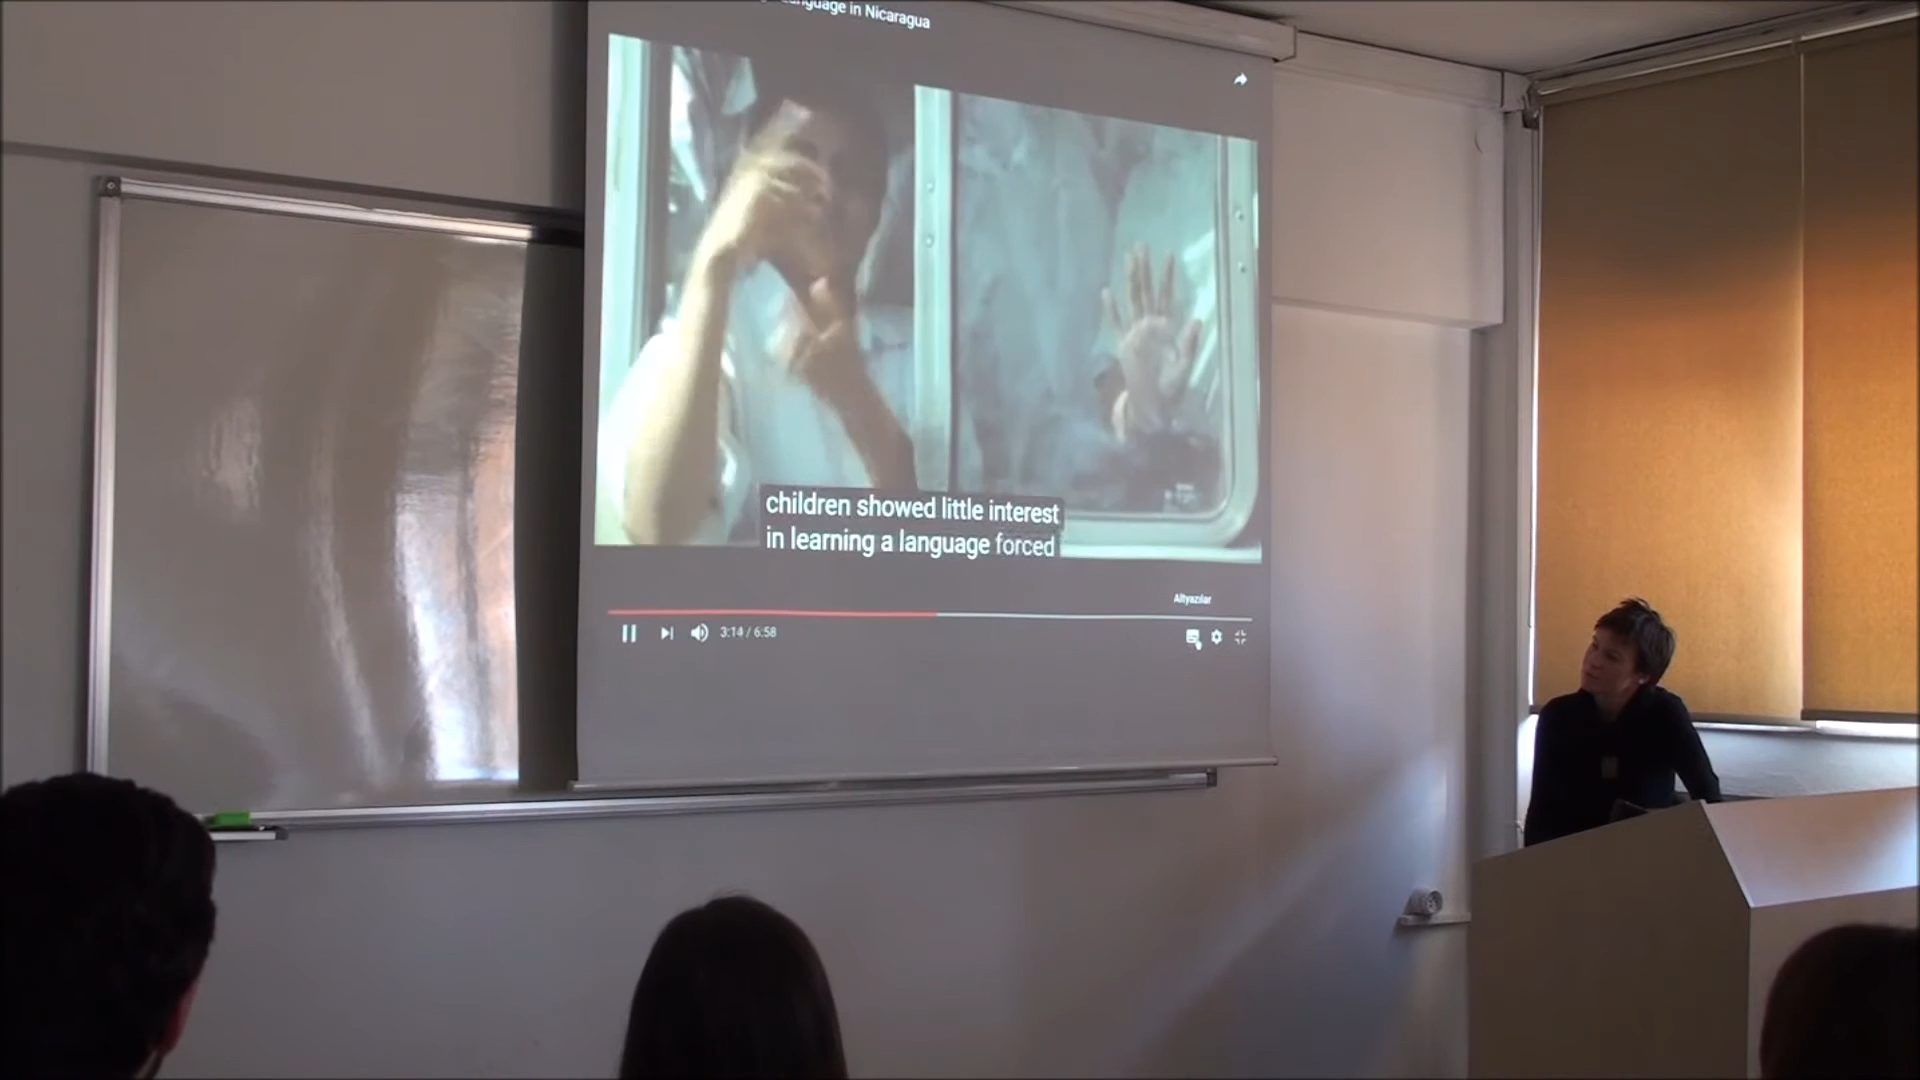 Language in Nicaragua
children showed little interest
in learning a language forced
Altyazılar
3:14 / 6:58